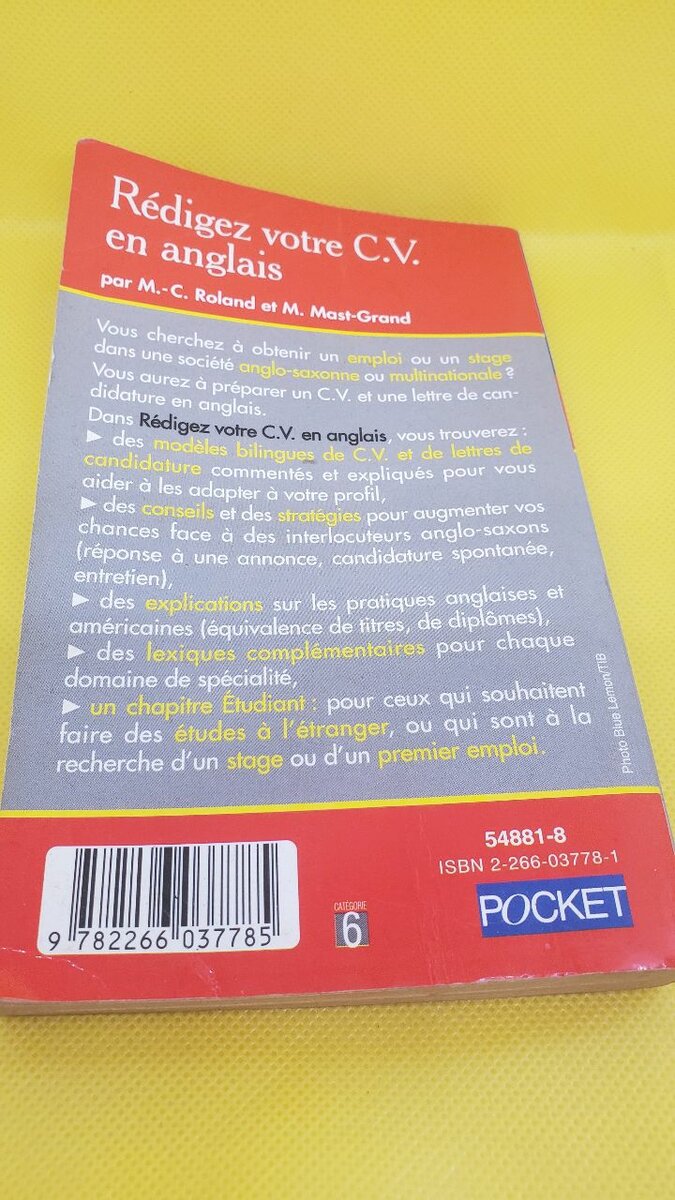 Rédigez votre C.V.
en anglais
par M.-C. Roland et M. Mast-Grand
Vous cherchez à obtenir un emploi ou un stage
dans une société anglo-saxonne ou multinationale ?
Vous aurez à préparer un C.V. et une lettre de can-
didature en anglais.
Dans Rédigez votre C.V. en anglais, vous trouverez :
► des modèles bilingues de C.V. et de lettres de
candidature commentés et expliqués pour vous
aider à les adapter à votre profil,
► des conseils et des stratégies pour augmenter vos
chances face à des interlocuteurs anglo-saxons
(réponse à une annonce, candidature spontanée,
entretien),
► des explications sur les pratiques anglaises et
américaines (équivalence de titres, de diplômes),
► des lexiques complémentaires pour chaque
domaine de spécialité,
► un chapitre Étudiant : pour ceux qui souhaitent
faire des études à l'étranger, ou qui sont à la
recherche d'un stage ou d'un premier emploi.
Photo Blue Lemon/TIB
54881-8
ISBN 2-266-03778-1
POCKET
CATÉGORIE
6
9 782266 037785